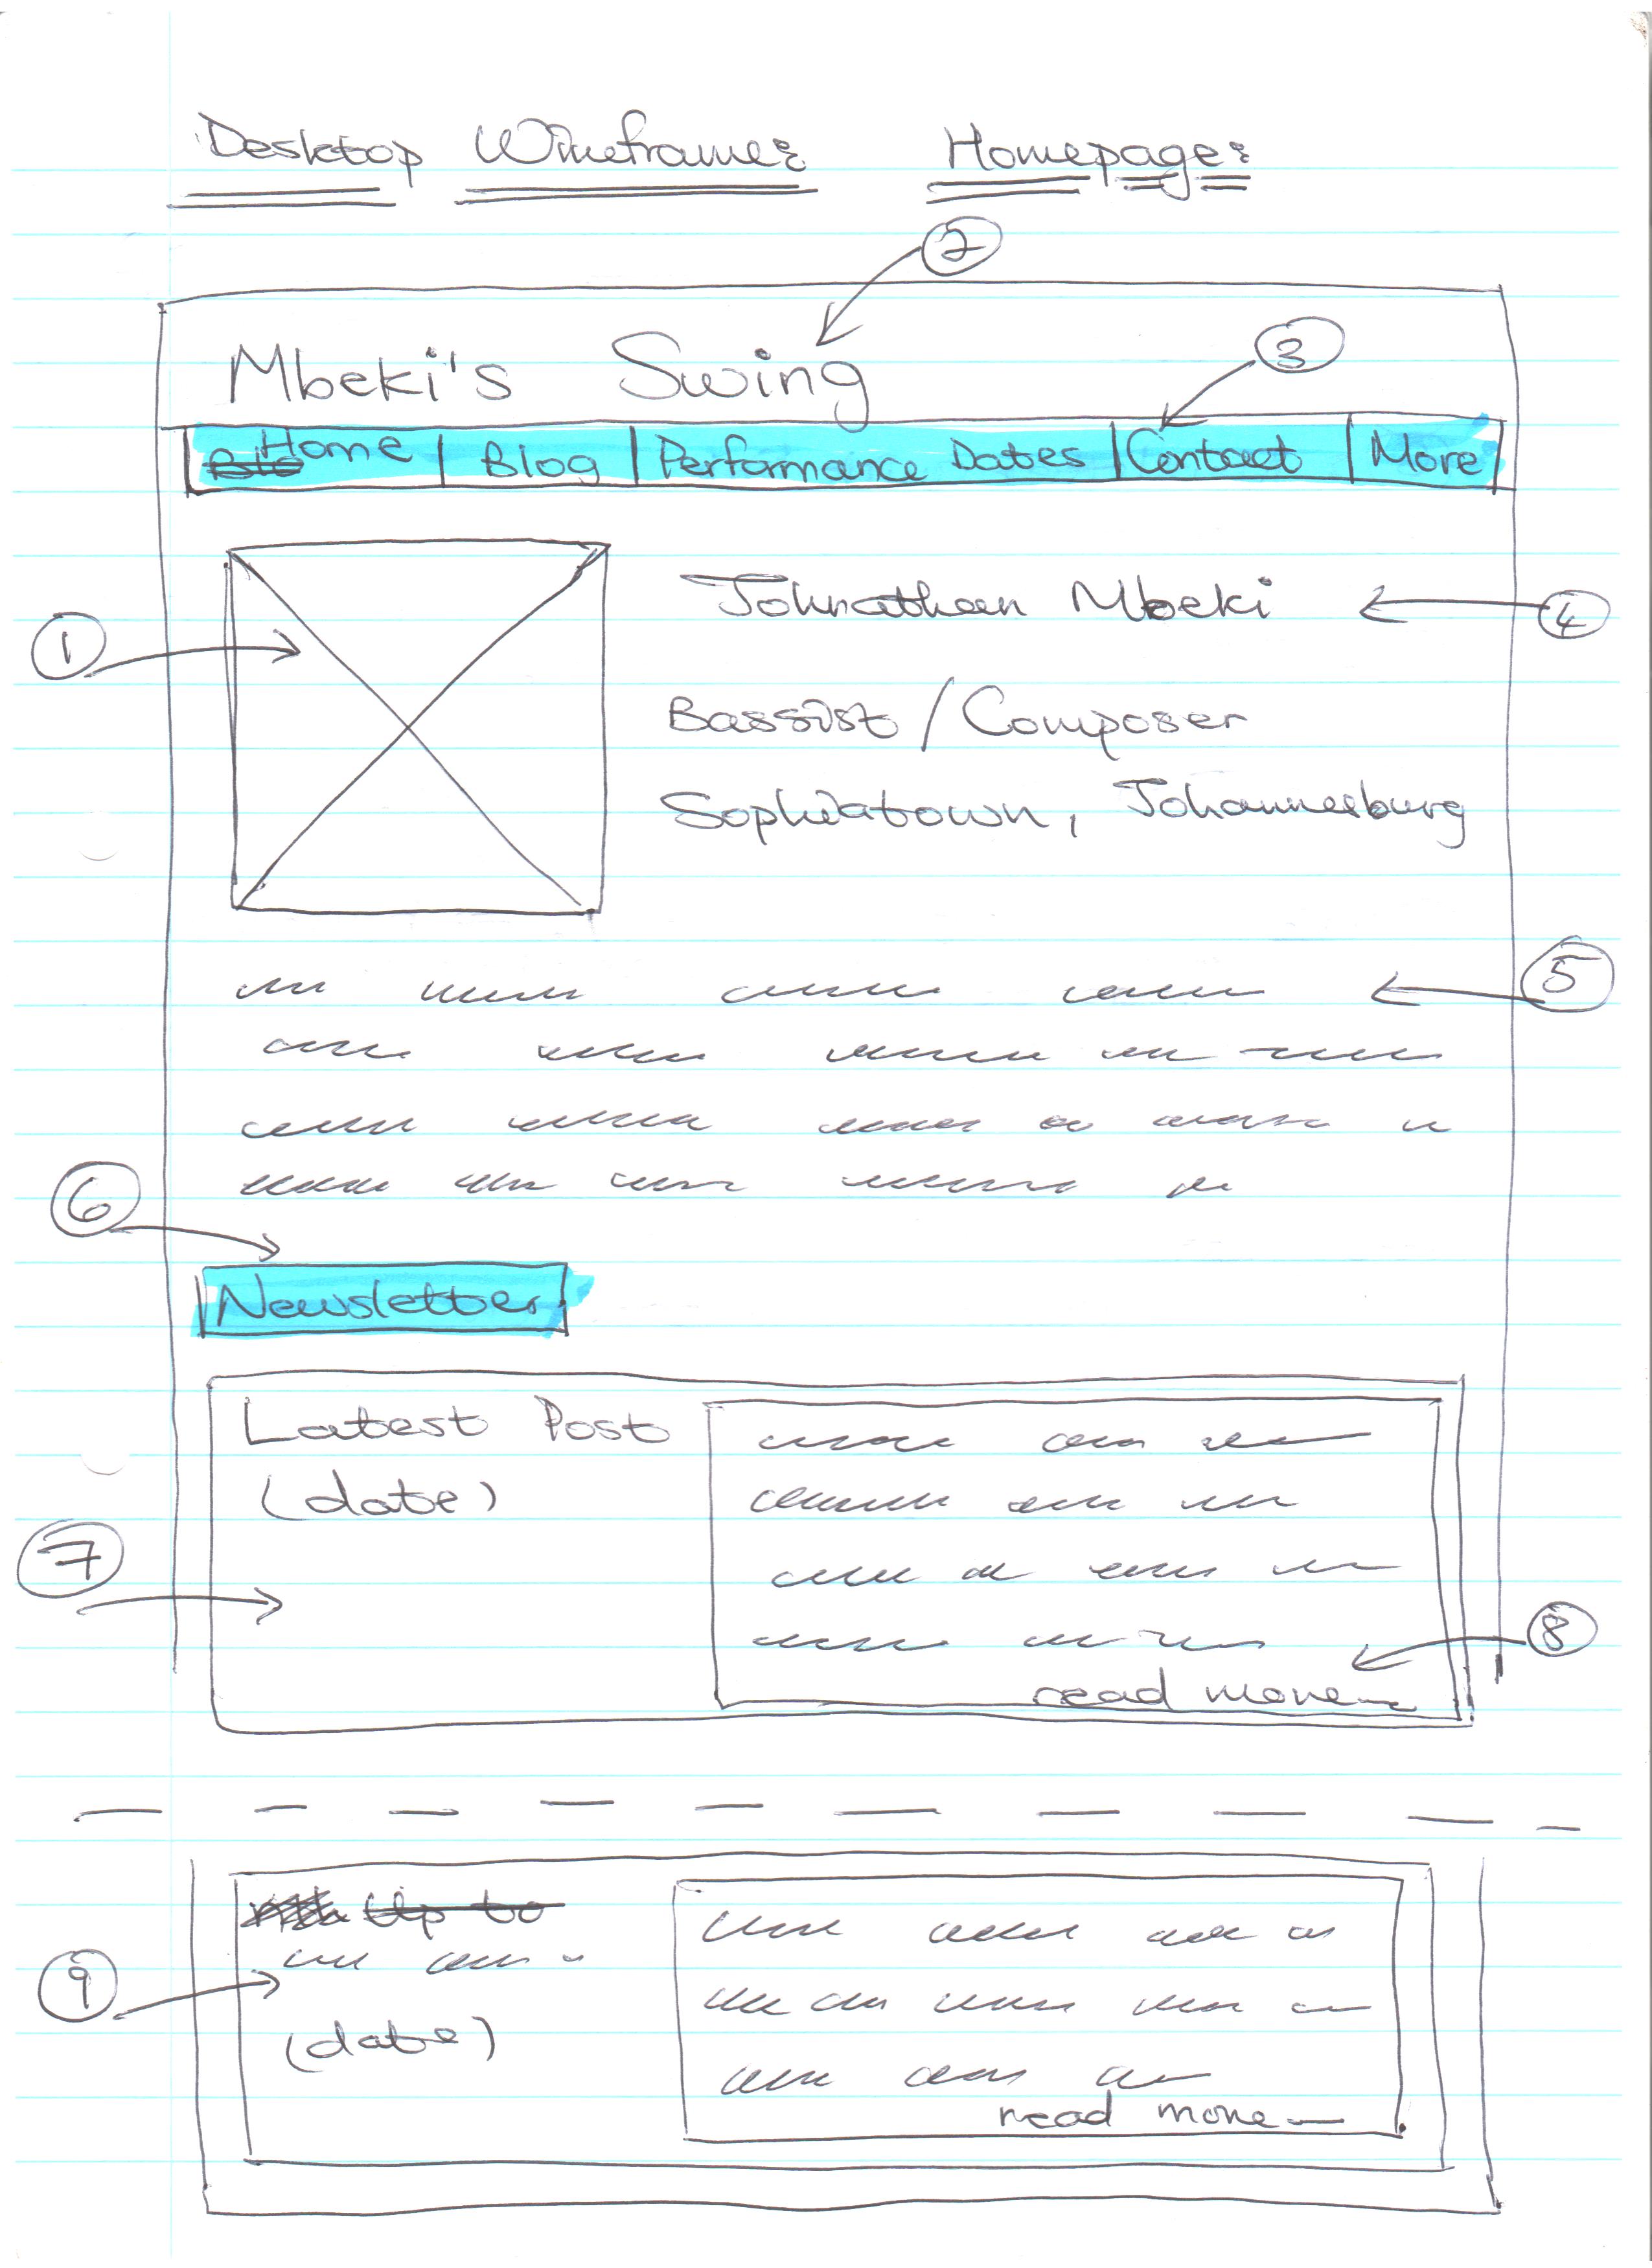 Desktop Wireframe: Homepage:
2
Mbeki's Swing
3
Home | Blog | Performance Dates | Contact | More
1
Johnathan Mbeki
4
Bassist / Composer
Sophiatown, Johannesburg
5
6
Newsletter
Latest Post
(date)
7
8
read more
Up to
9
(date)
read more